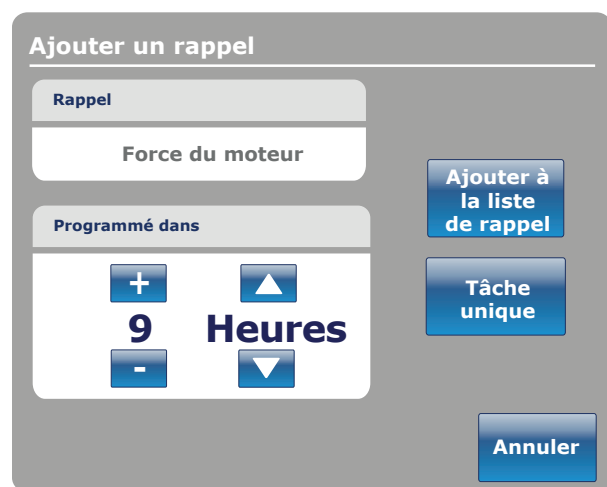 Ajouter un rappel
Rappel
Force du moteur
Ajouter à
la liste
de rappel
Programmé dans
+
9 Heures
-
Tâche
unique
Annuler